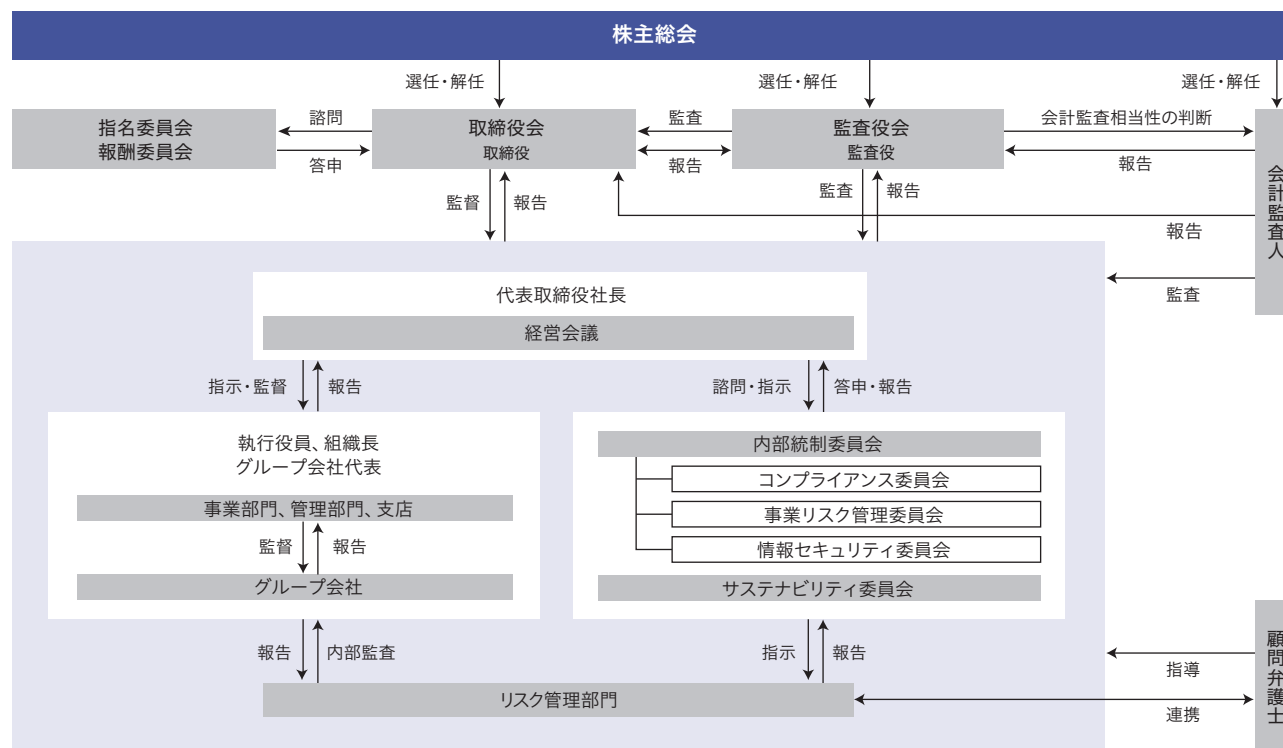 株主総会
選任・解任
選任・解任
選任・解任
指名委員会
報酬委員会
諮問
答申
取締役会
取締役
監査
報告
監査役会
監査役
会計監査相当性の判断
報告
会計監査人
監督
報告
監査
報告
報告
監査
代表取締役社長
経営会議
指示・監督
報告
諮問・指示
答申・報告
執行役員、組織長
グループ会社代表
事業部門、管理部門、支店
監督
報告
グループ会社
内部統制委員会
コンプライアンス委員会
事業リスク管理委員会
情報セキュリティ委員会
サステナビリティ委員会
報告
内部監査
指示
報告
リスク管理部門
指導
連携
顧問弁護士